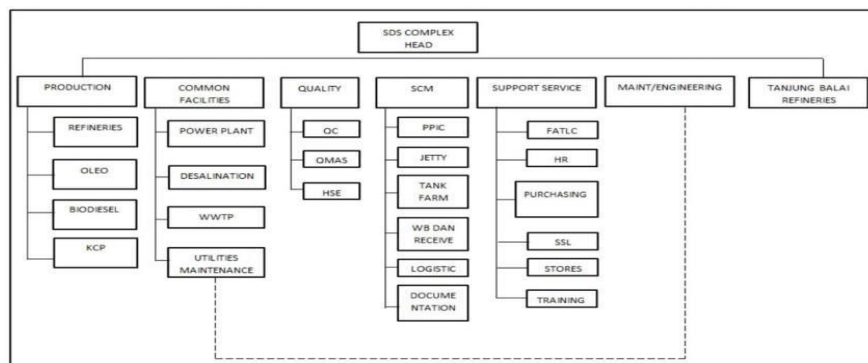 SDS COMPLEX
HEAD
PRODUCTION
COMMON
FACILITIES
QUALITY
SCM
SUPPORT SERVICE
MAINT/ENGINEERING
TANJUNG BALAI
REFINERIES
REFINERIES
OLEO
BIODIESEL
KCP
POWER PLANT
DESALINATION
WWTP
UTILITIES
MAINTENANCE
QC
QMAS
HSE
PPIC
JETTY
TANK
FARM
WB DAN
RECEIVE
LOGISTIC
DOCUME
NTATION
FATLC
HR
PURCHASING
SSL
STORES
TRAINING